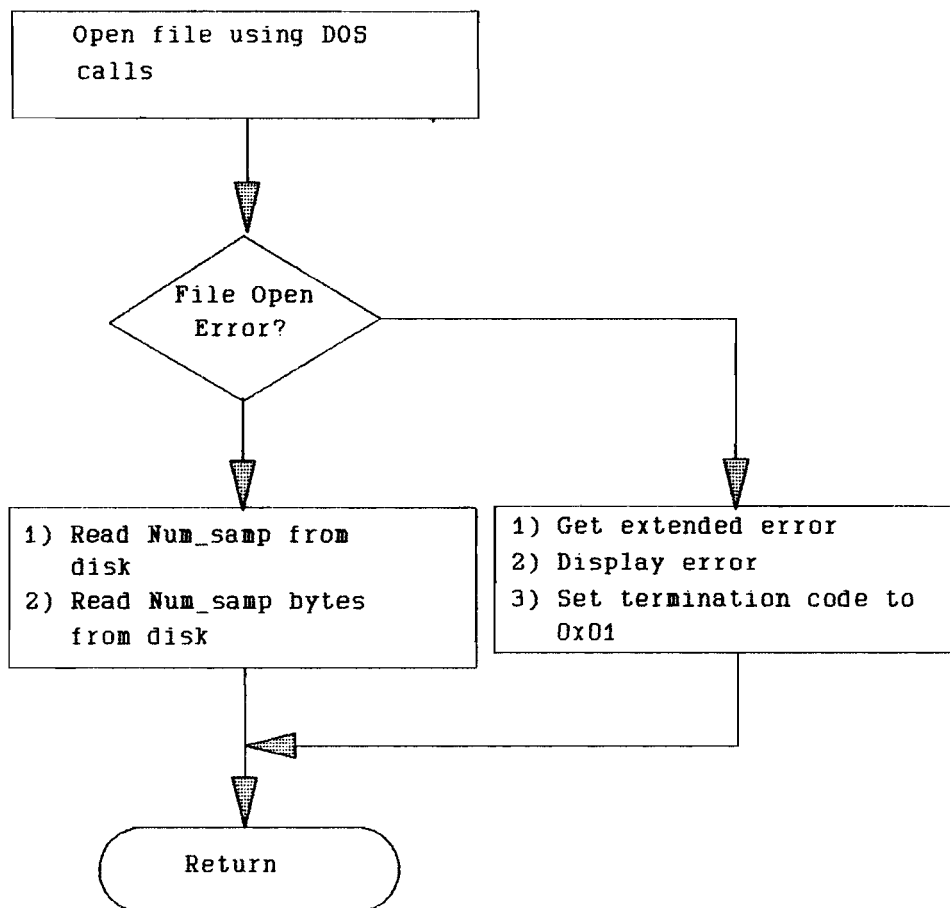 Open file using DOS
calls
File Open
Error?
1) Read Num_samp from
disk
2) Read Num_samp bytes
from disk
1) Get extended error
2) Display error
3) Set termination code to
0x01
Return